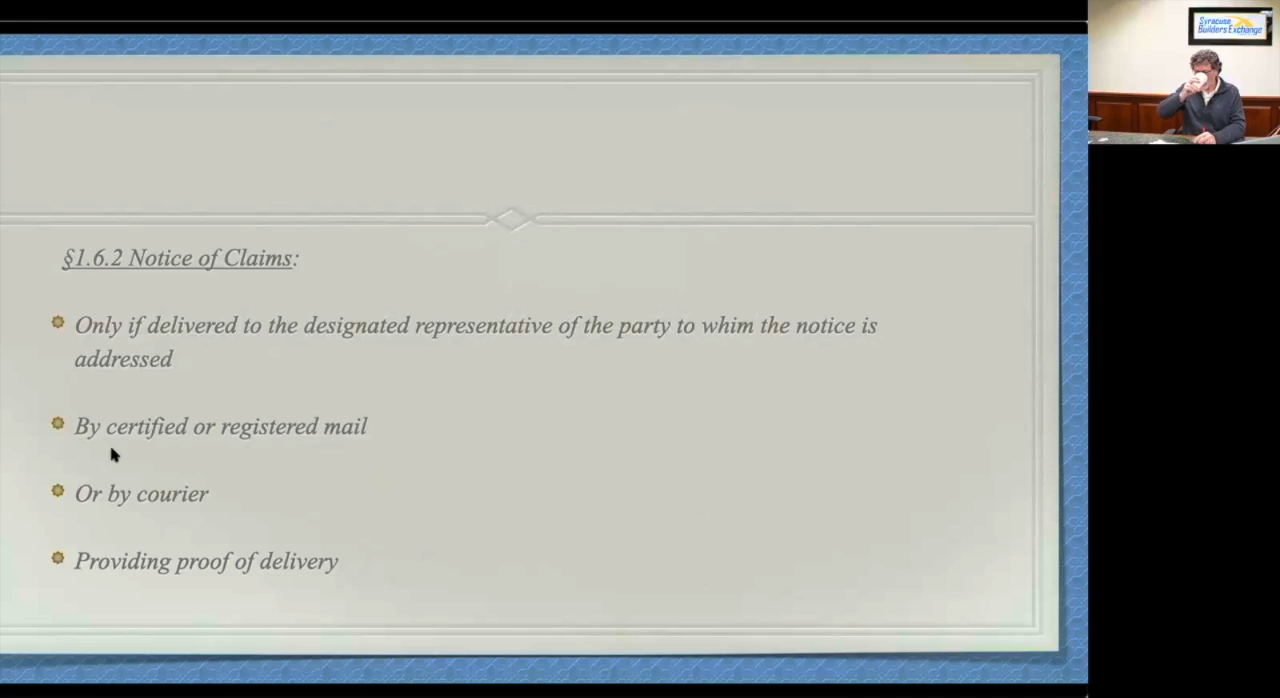 §1.6.2 Notice of Claims:
Only if delivered to the designated representative of the party to whim the notice is
addressed
By certified or registered mail
Or by courier
Providing proof of delivery
Syracuse
Builders Exchange